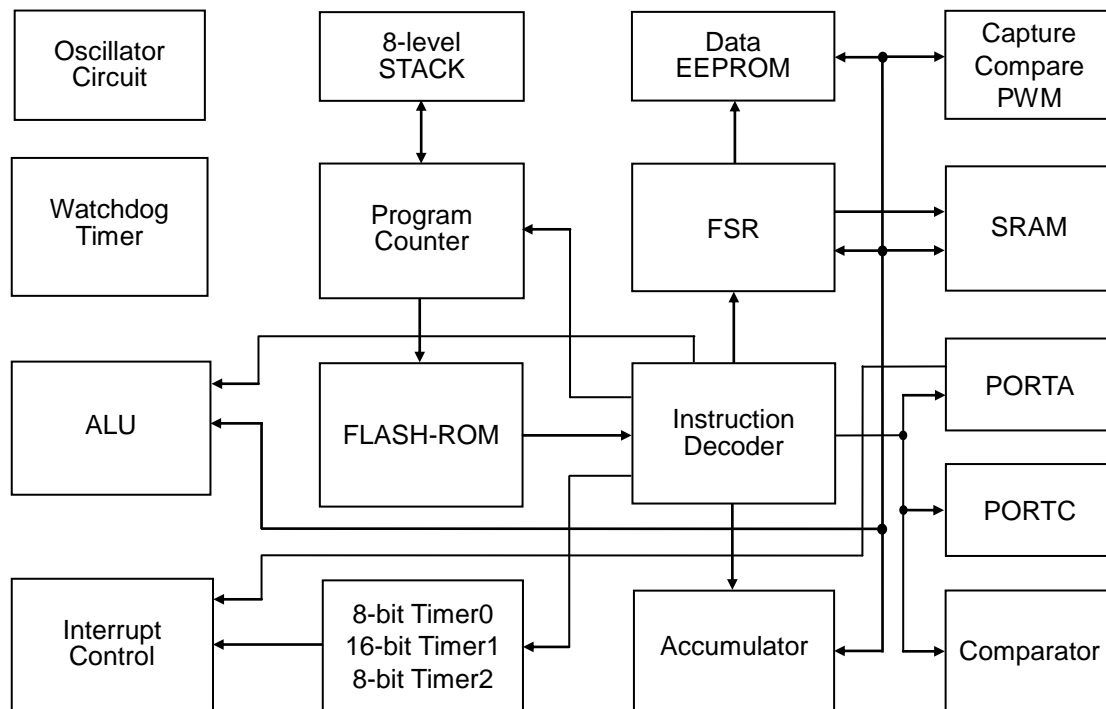 Oscillator
Circuit
8-level
STACK
Data
EEPROM
Capture
Compare
PWM
Watchdog
Timer
Program
Counter
FSR
SRAM
ALU
FLASH-ROM
Instruction
Decoder
PORTA
PORTC
Interrupt
Control
8-bit Timer0
16-bit Timer1
8-bit Timer2
Accumulator
Comparator